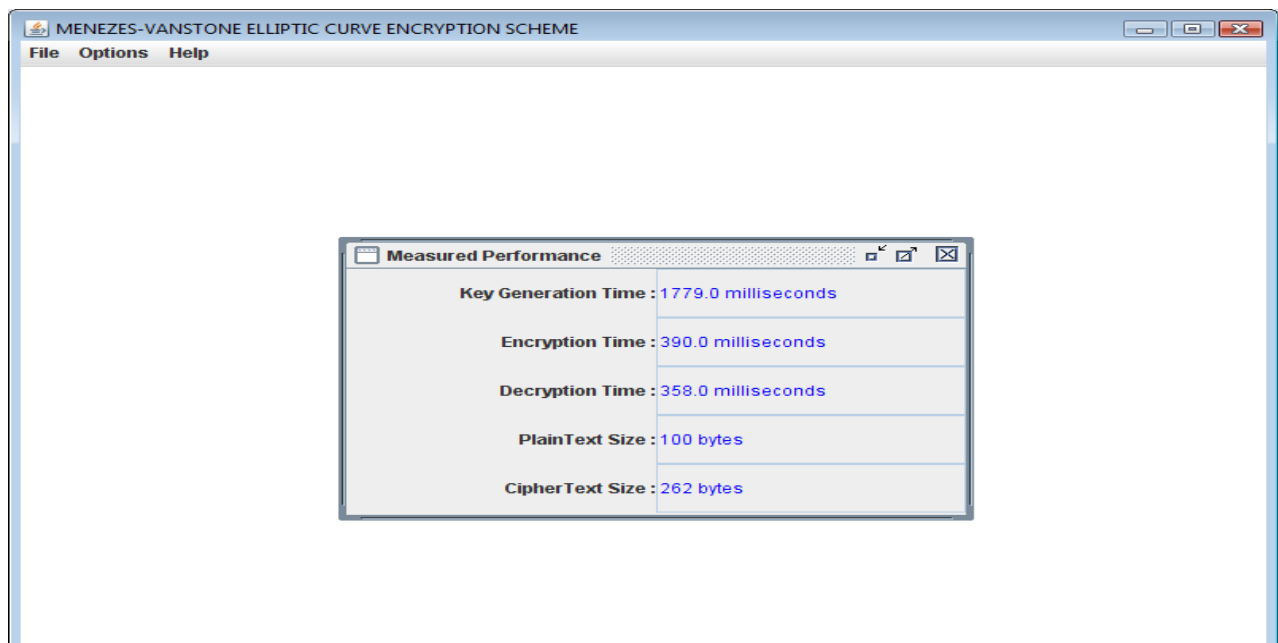 MENEZES-VANSTONE ELLIPTIC CURVE ENCRYPTION SCHEME
File Options Help
Measured Performance
Key Generation Time : 1779.0 milliseconds
Encryption Time : 390.0 milliseconds
Decryption Time : 358.0 milliseconds
PlainText Size : 100 bytes
CipherText Size : 262 bytes